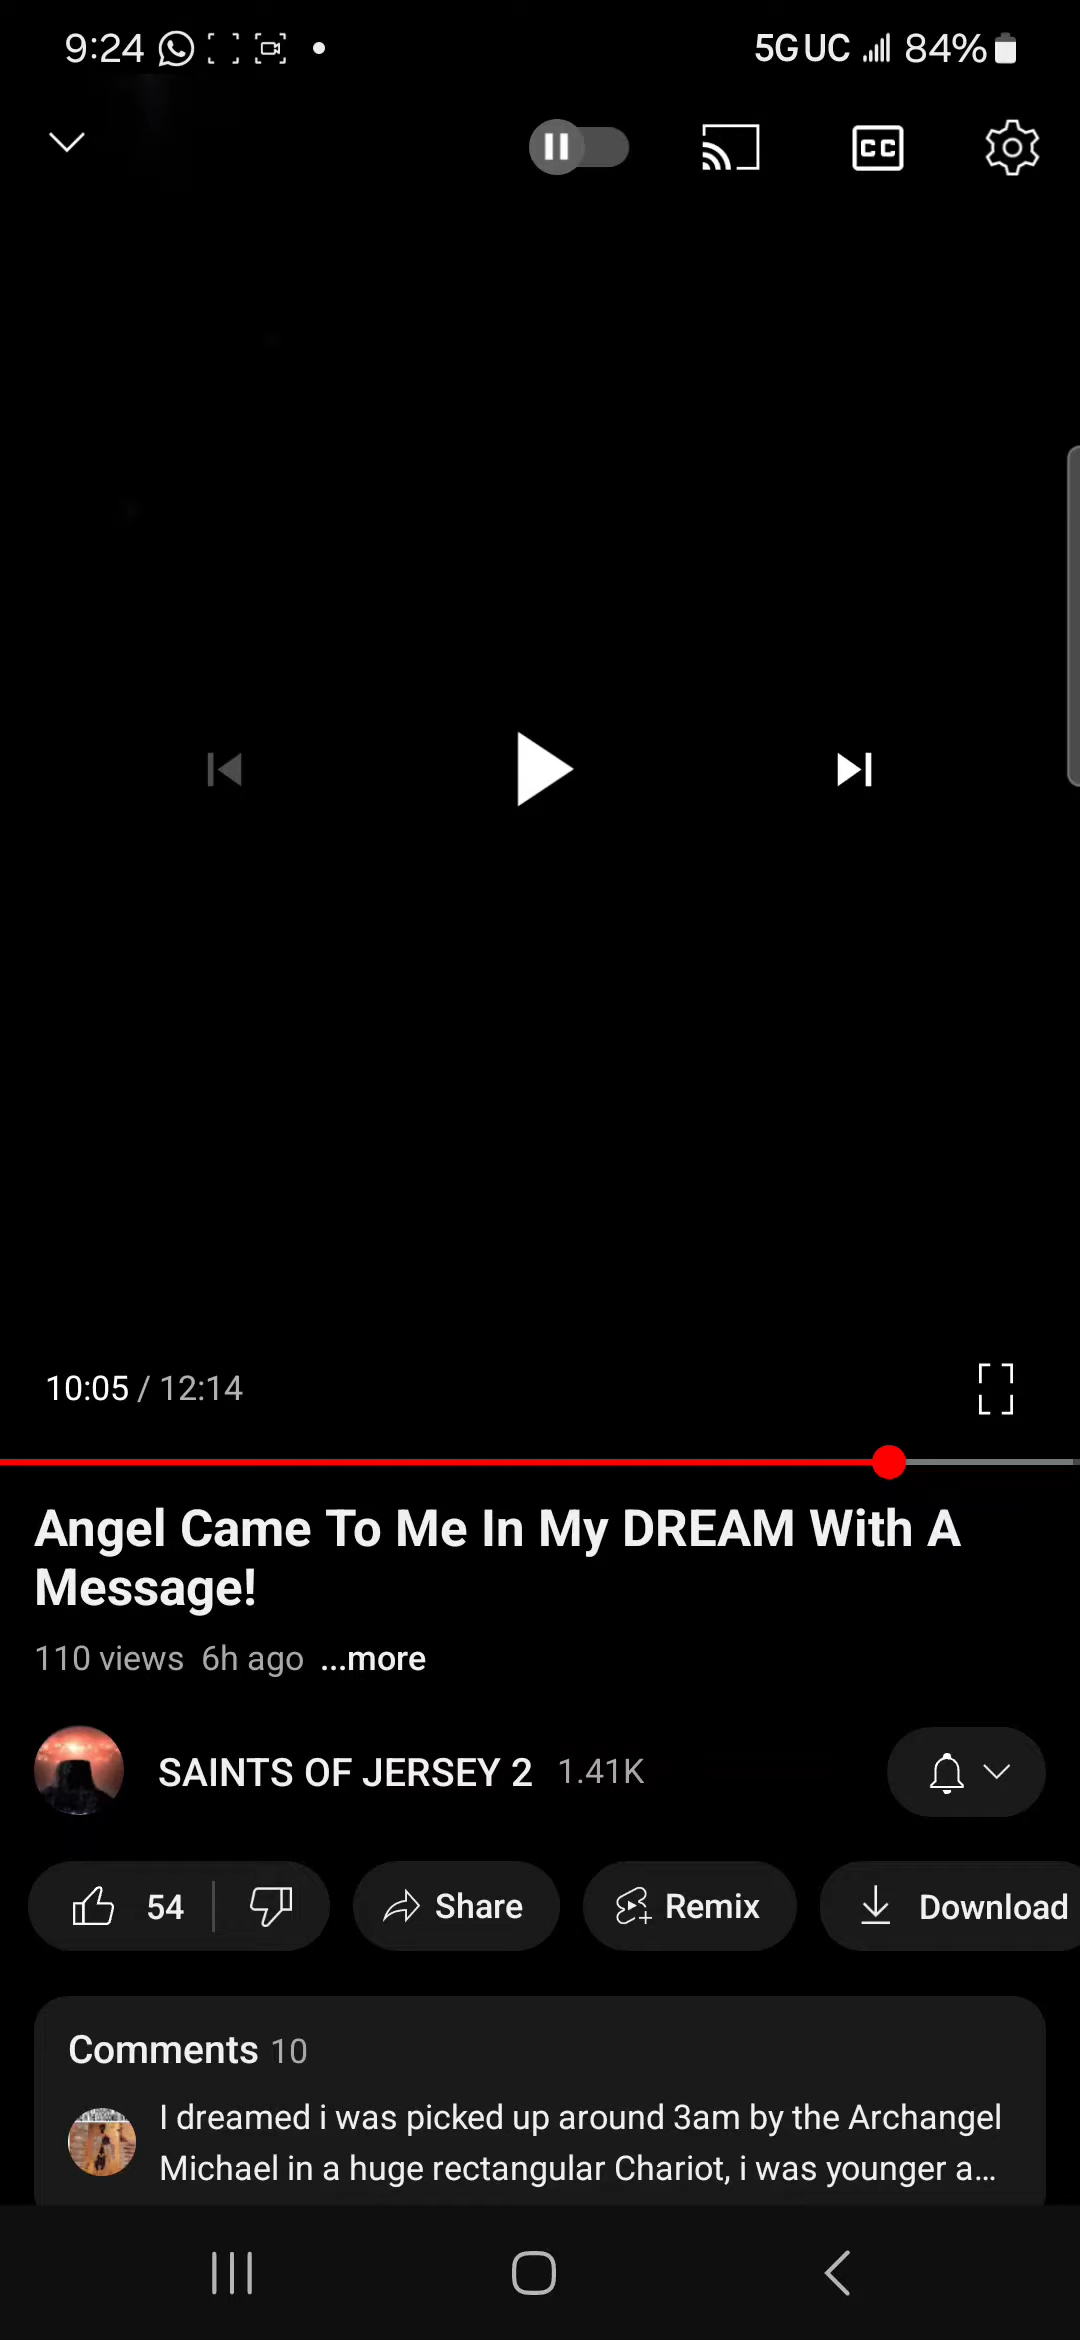 9:24
5G UC 84%
CC
10:05 / 12:14
Angel Came To Me In My DREAM With A
Message!
110 views 6h ago ...more
SAINTS OF JERSEY 2 1.41K
54 Share Remix Download
Comments 10
I dreamed i was picked up around 3am by the Archangel
Michael in a huge rectangular Chariot, i was younger a...